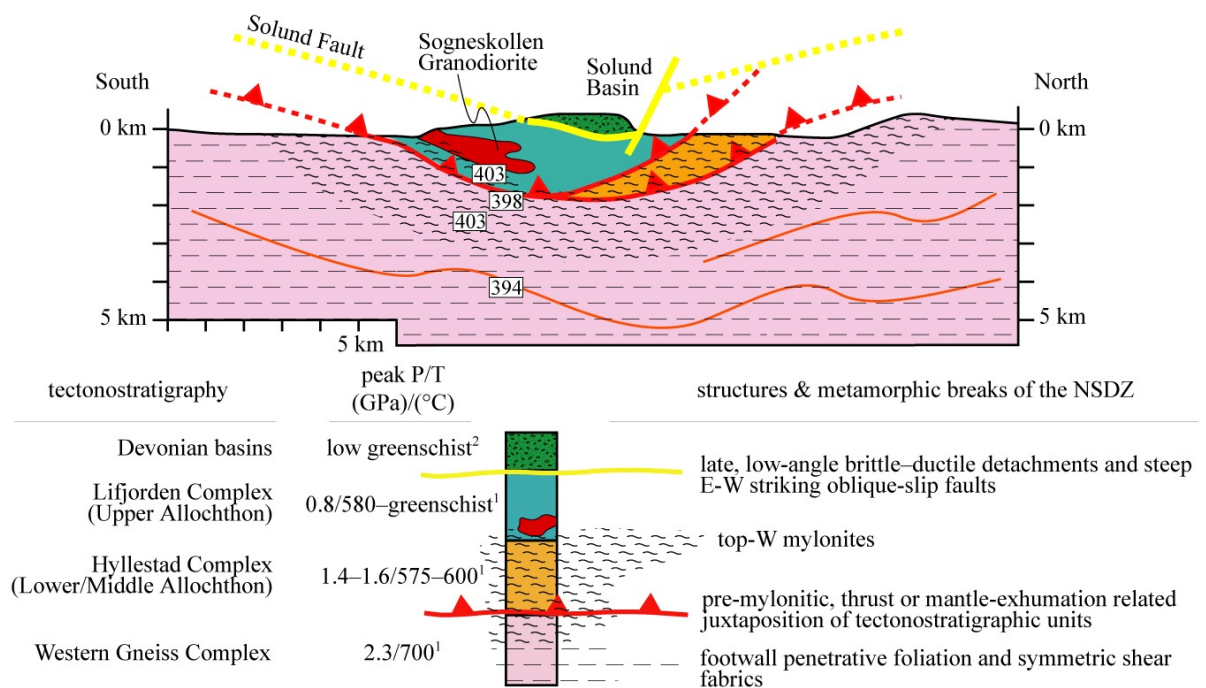 Solund Fault
Sogneskollen
Granodiorite
Solund
Basin
South
North
0 km
0 km
403
398
403
394
5 km
5 km
5 km
tectonostratigraphy
peak P/T
(GPa)/(°C)
structures & metamorphic breaks of the NSDZ
Devonian basins
low greenschist²
late, low-angle brittle–ductile detachments and steep
E-W striking oblique-slip faults
Lifjorden Complex
(Upper Allochthon)
0.8/580–greenschist¹
top-W mylonites
Hyllestad Complex
(Lower/Middle Allochthon)
1.4–1.6/575–600¹
pre-mylonitic, thrust or mantle-exhumation related
juxtaposition of tectonostratigraphic units
Western Gneiss Complex
2.3/700¹
footwall penetrative foliation and symmetric shear
fabrics